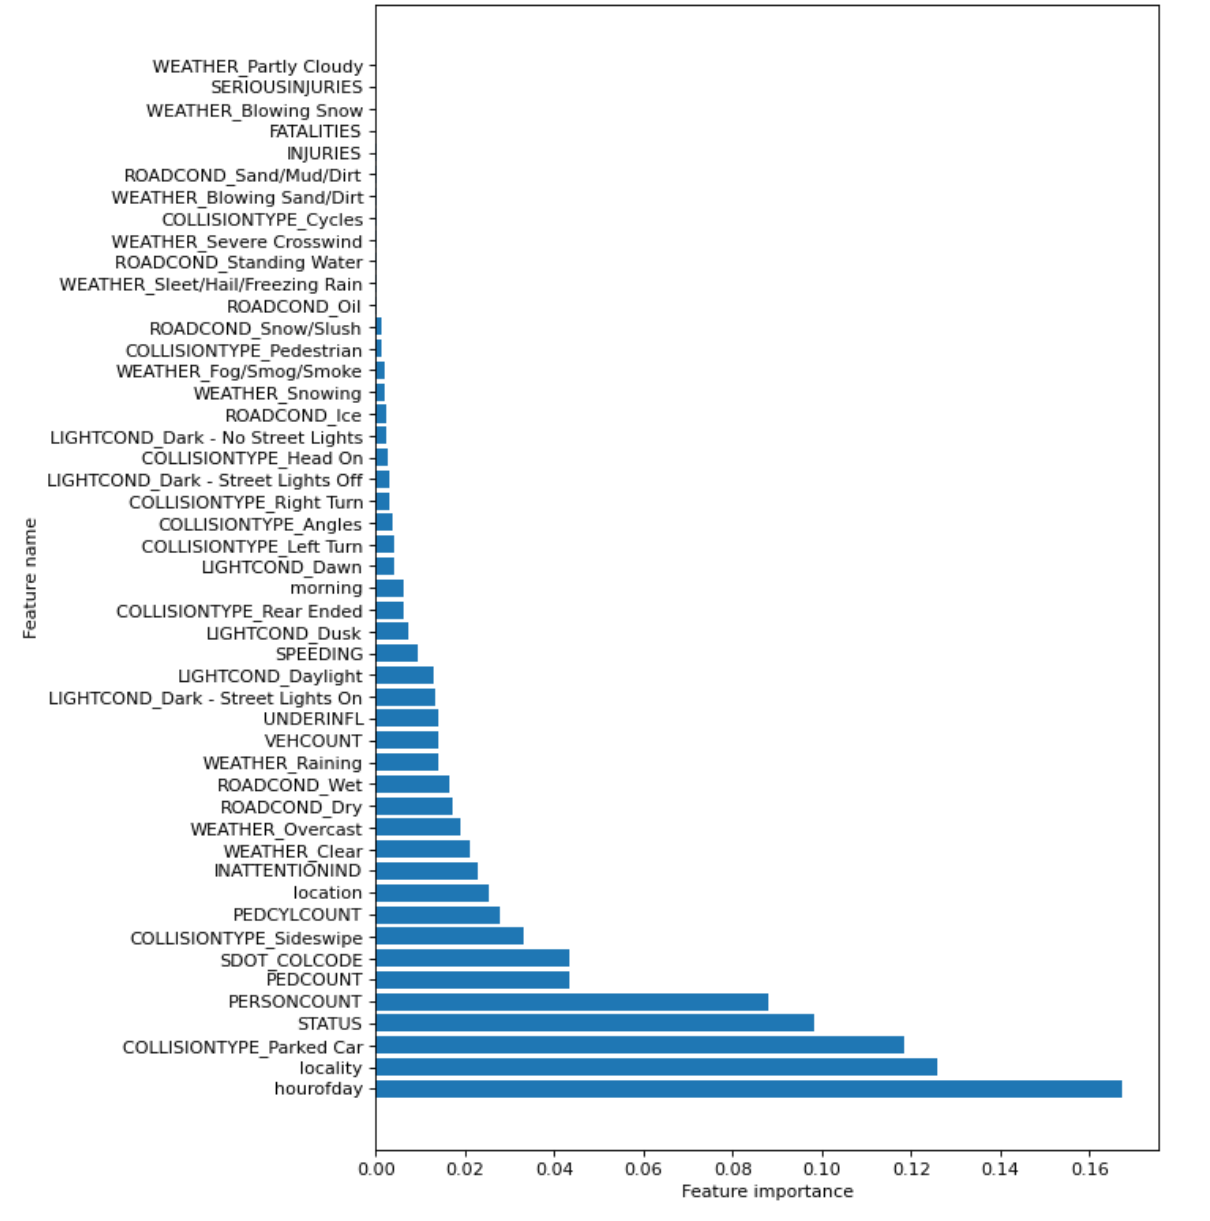 WEATHER_Partly Cloudy
SERIOUSINJURIES
WEATHER_Blowing Snow
FATALITIES
INJURIES
ROADCOND_Sand/Mud/Dirt
WEATHER_Blowing Sand/Dirt
COLLISIONTYPE_Cycles
WEATHER_Severe Crosswind
ROADCOND_Standing Water
WEATHER_Sleet/Hail/Freezing Rain
ROADCOND_Oil
ROADCOND_Snow/Slush
COLLISIONTYPE_Pedestrian
WEATHER_Fog/Smog/Smoke
WEATHER_Snowing
ROADCOND_Ice
LIGHTCOND_Dark - No Street Lights
COLLISIONTYPE_Head On
LIGHTCOND_Dark - Street Lights Off
COLLISIONTYPE_Right Turn
COLLISIONTYPE_Angles
COLLISIONTYPE_Left Turn
LIGHTCOND_Dawn
morning
COLLISIONTYPE_Rear Ended
LIGHTCOND_Dusk
SPEEDING
LIGHTCOND_Daylight
LIGHTCOND_Dark - Street Lights On
UNDERINFL
VEHCOUNT
WEATHER_Raining
ROADCOND_Wet
ROADCOND_Dry
WEATHER_Overcast
WEATHER_Clear
INATTENTIONIND
location
PEDCYLCOUNT
COLLISIONTYPE_Sideswipe
SDOT_COLCODE
PEDCOUNT
PERSONCOUNT
STATUS
COLLISIONTYPE_Parked Car
locality
hourofday
Feature name
0.00 0.02 0.04 0.06 0.08 0.10 0.12 0.14 0.16
Feature importance